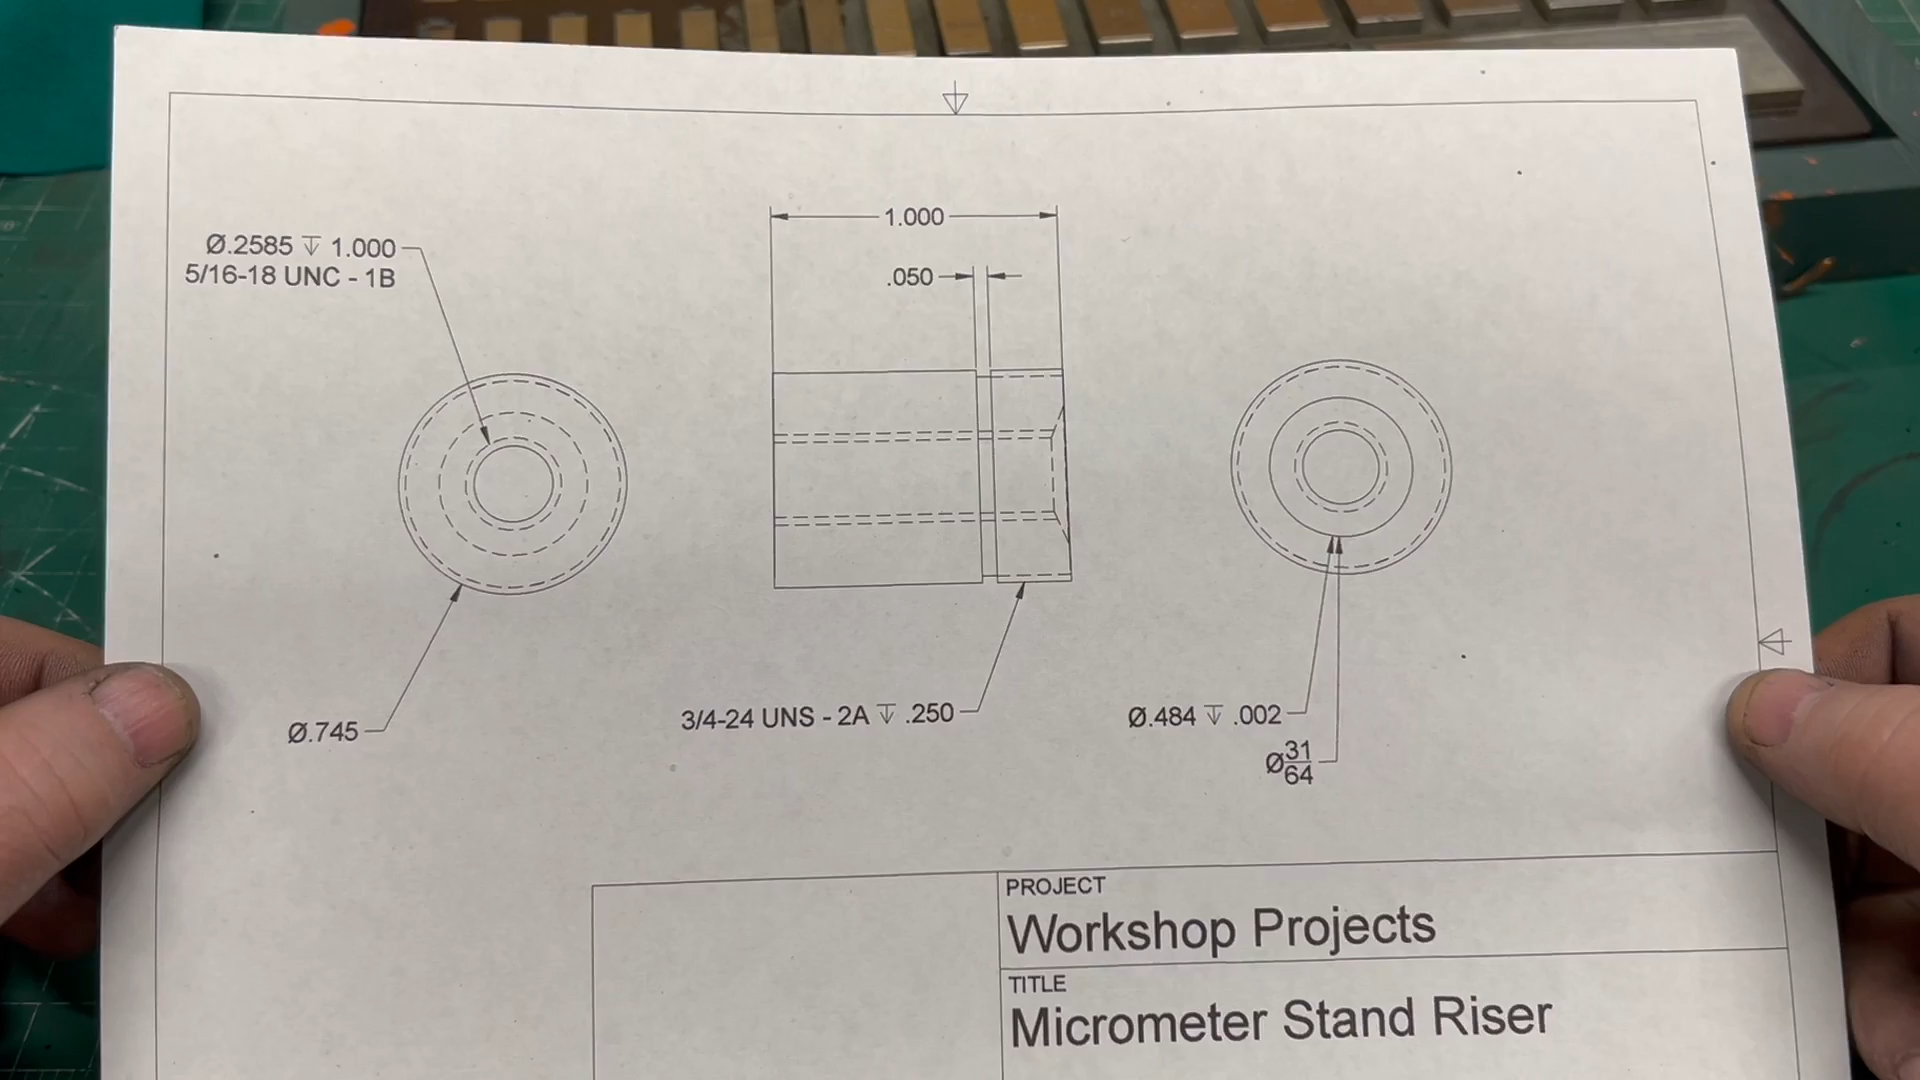 1.000
.050
Ø.2585 ↧ 1.000
5/16-18 UNC - 1B
Ø.745
3/4-24 UNS - 2A ↧ .250
Ø.484 ↧ .002
Ø31/64
PROJECT
Workshop Projects
TITLE
Micrometer Stand Riser